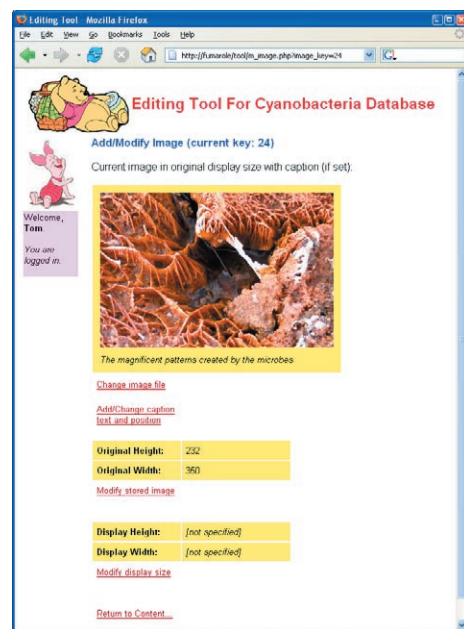 Editing Tool - Mozilla Firefox
File Edit View Go Bookmarks Tools Help
http://fumarole/tool/m_image.php?image_key=24
G
Editing Tool For Cyanobacteria Database
Add/Modify Image (current key: 24)
Current image in original display size with caption (if set):
Welcome,
Tom.
You are
logged in.
The magnificent patterns created by the microbes
Change image file
Add/Change caption
text and position
Original Height: 232
Original Width: 350
Modify stored image
Display Height: [not specified]
Display Width: [not specified]
Modify display size
Return to Content...